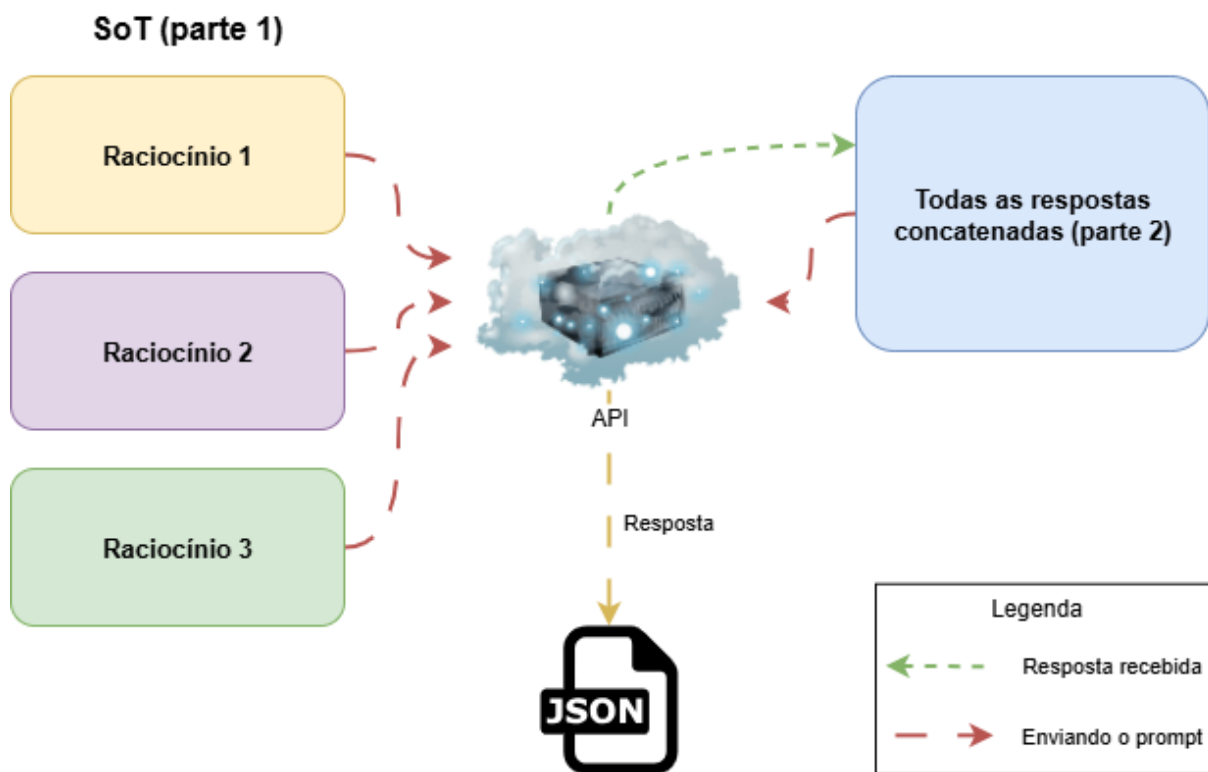 SoT (parte 1)
Raciocínio 1
Raciocínio 2
Raciocínio 3
Todas as respostas
concatenadas (parte 2)
API
Resposta
JSON
Legenda
Resposta recebida
Enviando o prompt